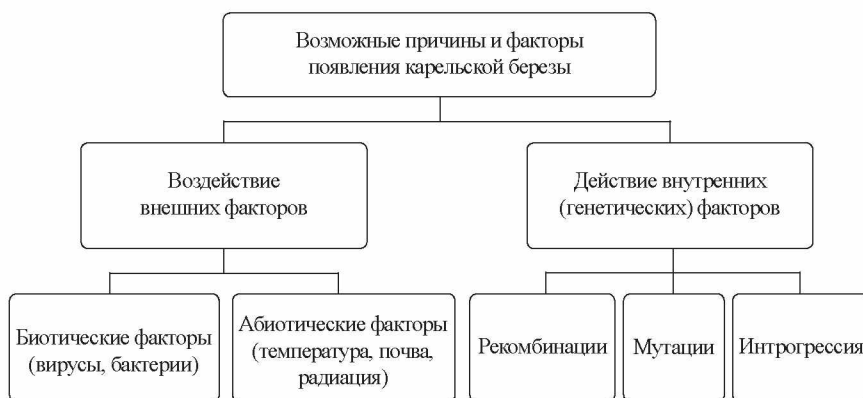 Возможные причины и факторы
появления карельской березы
Воздействие
внешних факторов
Действие внутренних
(генетических) факторов
Биотические факторы
(вирусы, бактерии)
Абиотические факторы
(температура, почва,
радиация)
Рекомбинации
Мутации
Интрогрессия